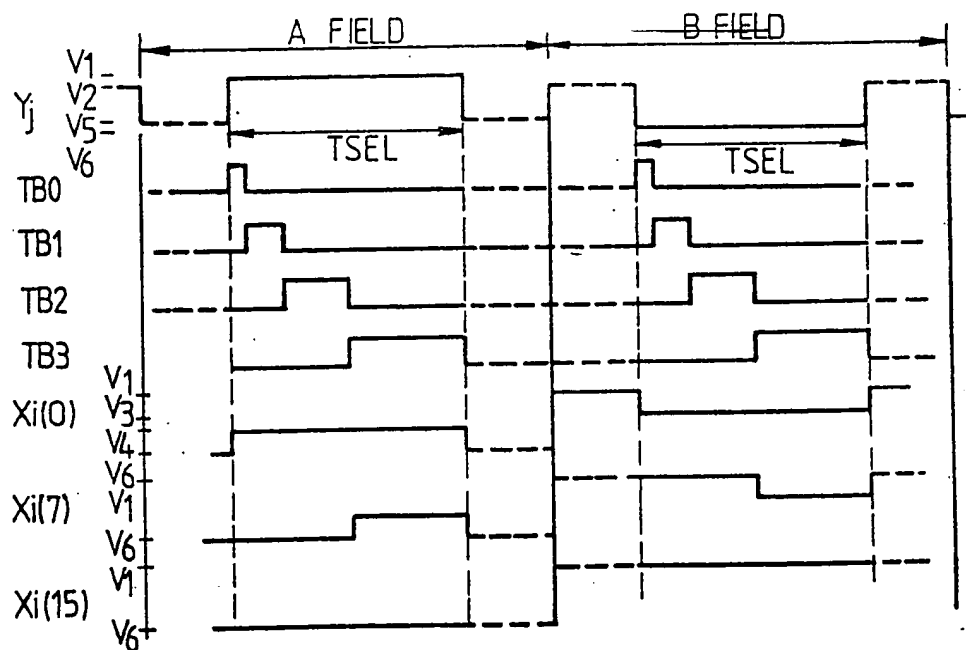 A FIELD
B FIELD
V1
V2
Yj
V5
V6
TSEL
TSEL
TB0
TB1
TB2
TB3
V1
Xi(0)
V3
V4
V6
Xi(7)
V1
V6
V1
Xi(15)
V6